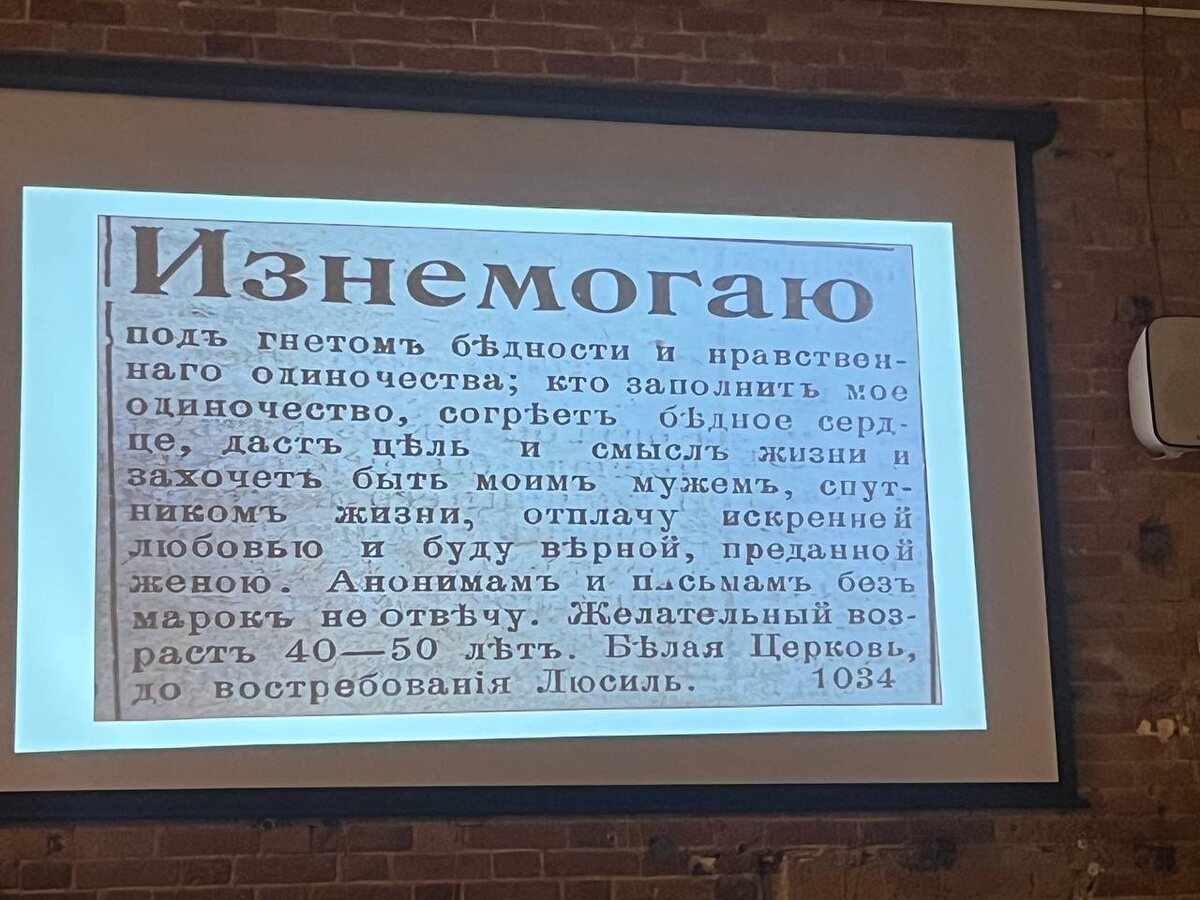 Изнемогаю
подъ гнетомъ бѣдности и нравствен-
наго одиночества; кто заполнитъ мое
одиночество, согрѣетъ бѣдное серд-
це, дастъ цѣль и смыслъ жизни и
захочетъ быть моимъ мужемъ, спут-
никомъ жизни, отплачу искренней
любовью и буду вѣрной, преданной
женою. Анонимамъ и письмамъ безъ
марокъ не отвѣчу. Желательный воз-
растъ 40—50 лѣтъ. Бѣлая Церковь,
до востребованія Люсиль. 1034